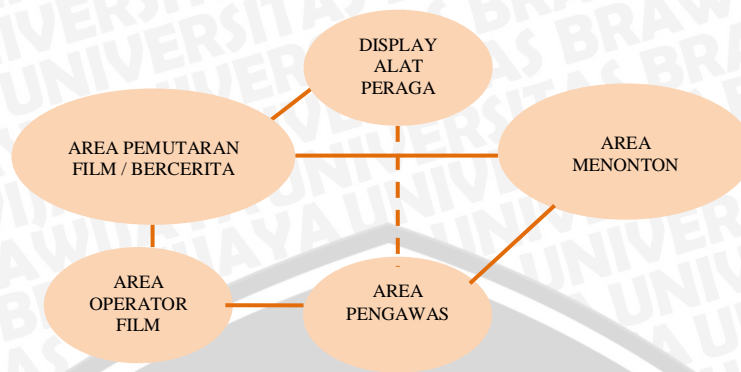 DISPLAY
ALAT
PERAGA
AREA PEMUTARAN
FILM / BERCERITA
AREA
MENONTON
AREA
OPERATOR
FILM
AREA
PENGAWAS